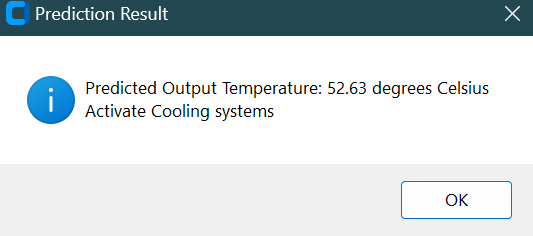 Prediction Result
Predicted Output Temperature: 52.63 degrees Celsius
Activate Cooling systems
OK